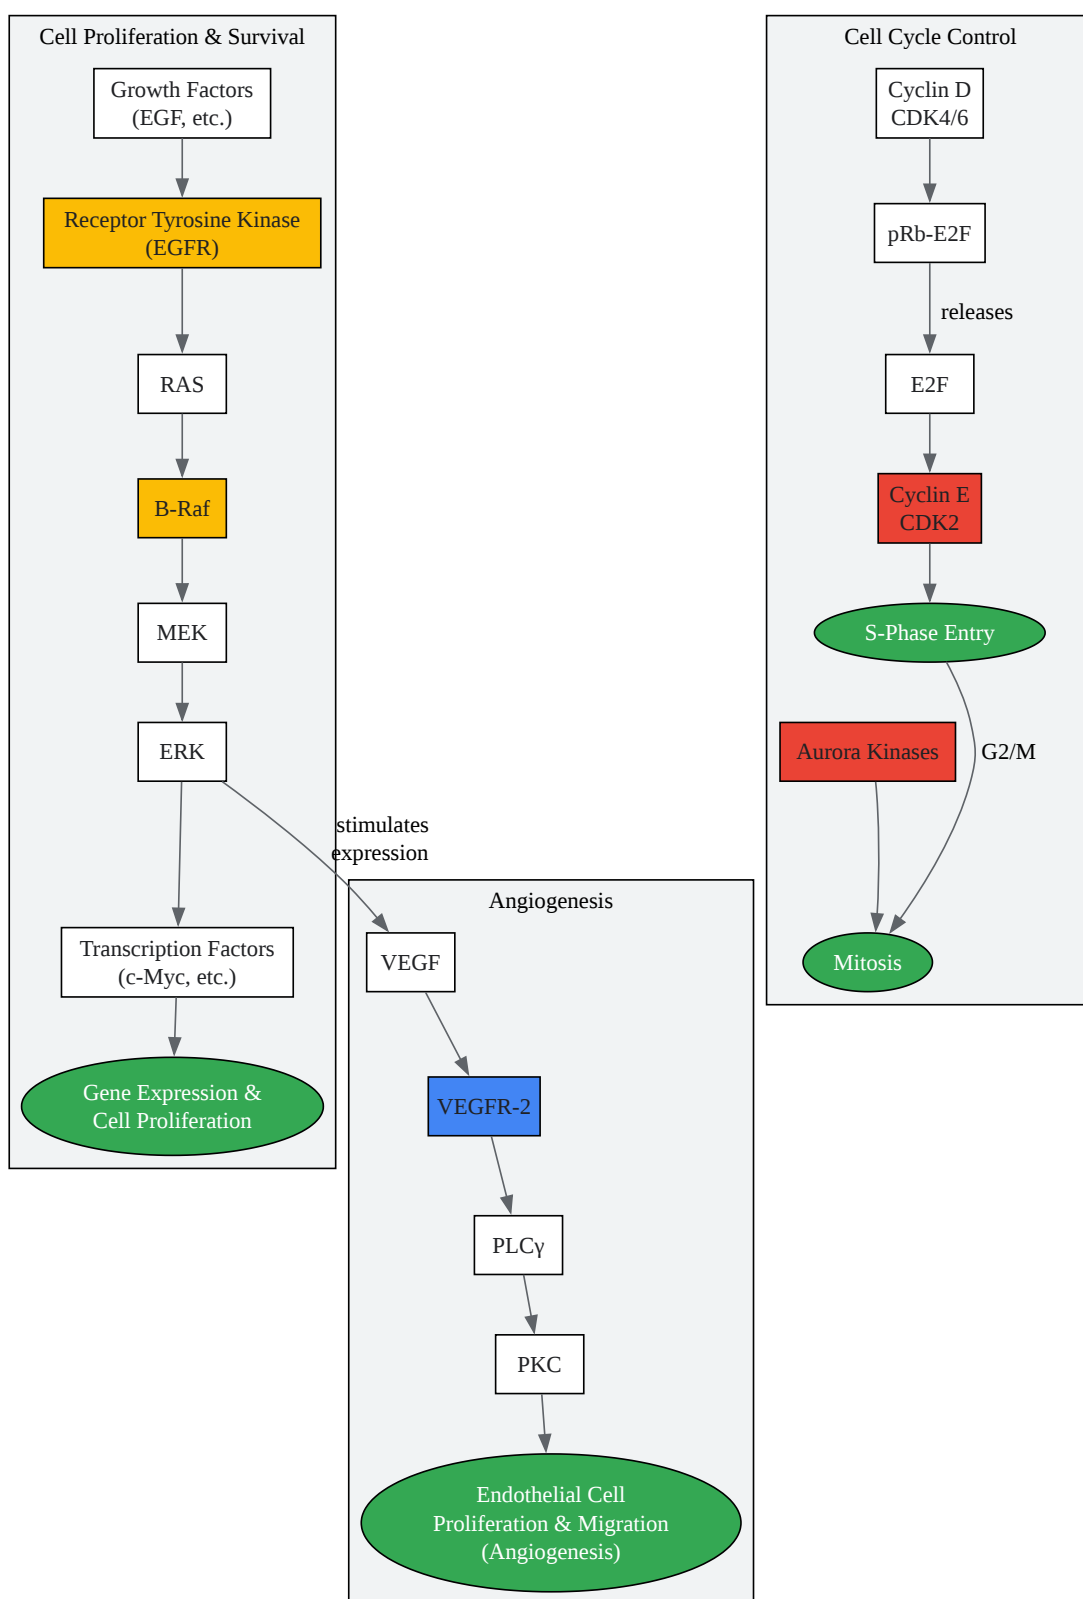 Cell Proliferation & Survival
Growth Factors
(EGF, etc.)
Receptor Tyrosine Kinase
(EGFR)
RAS
B-Raf
MEK
ERK
stimulates
expression
Transcription Factors
(c-Myc, etc.)
Gene Expression &
Cell Proliferation
Angiogenesis
VEGF
VEGFR-2
PLCγ
PKC
Endothelial Cell
Proliferation & Migration
(Angiogenesis)
Cell Cycle Control
Cyclin D
CDK4/6
pRb-E2F
releases
E2F
Cyclin E
CDK2
S-Phase Entry
Aurora Kinases
G2/M
Mitosis